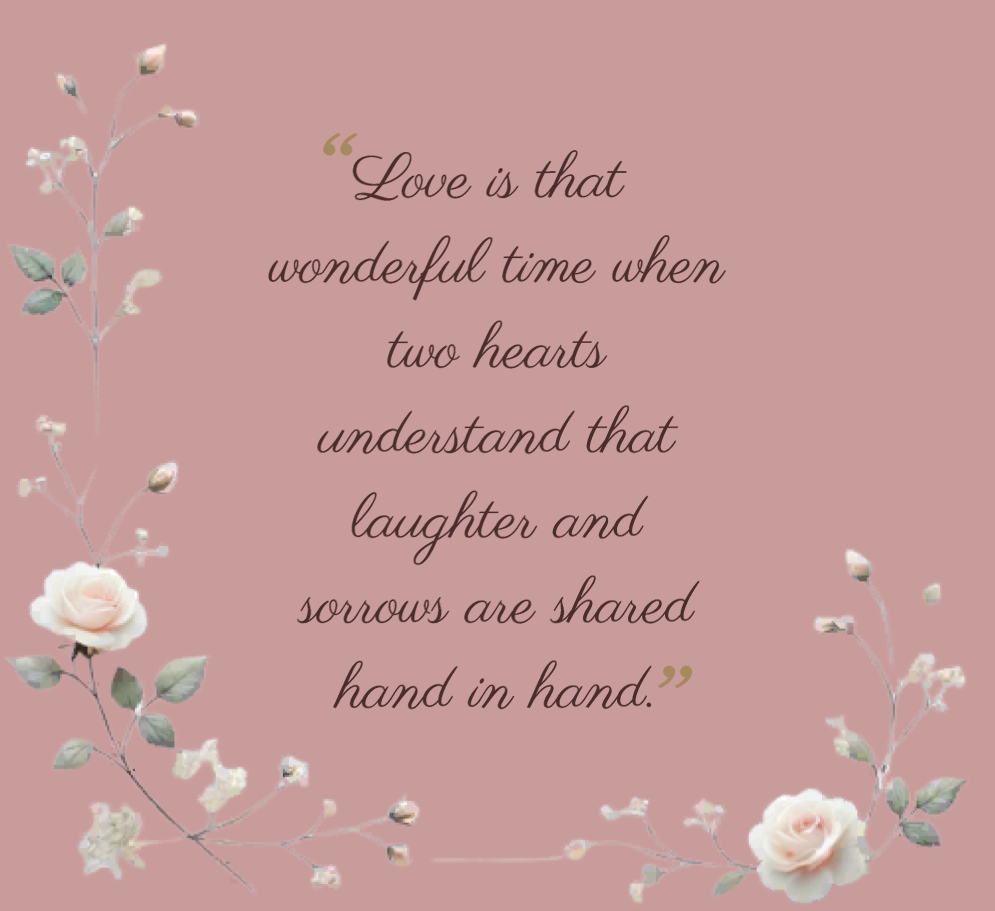 “Love is that
wonderful time when
two hearts
understand that
laughter and
sorrows are shared
hand in hand.”